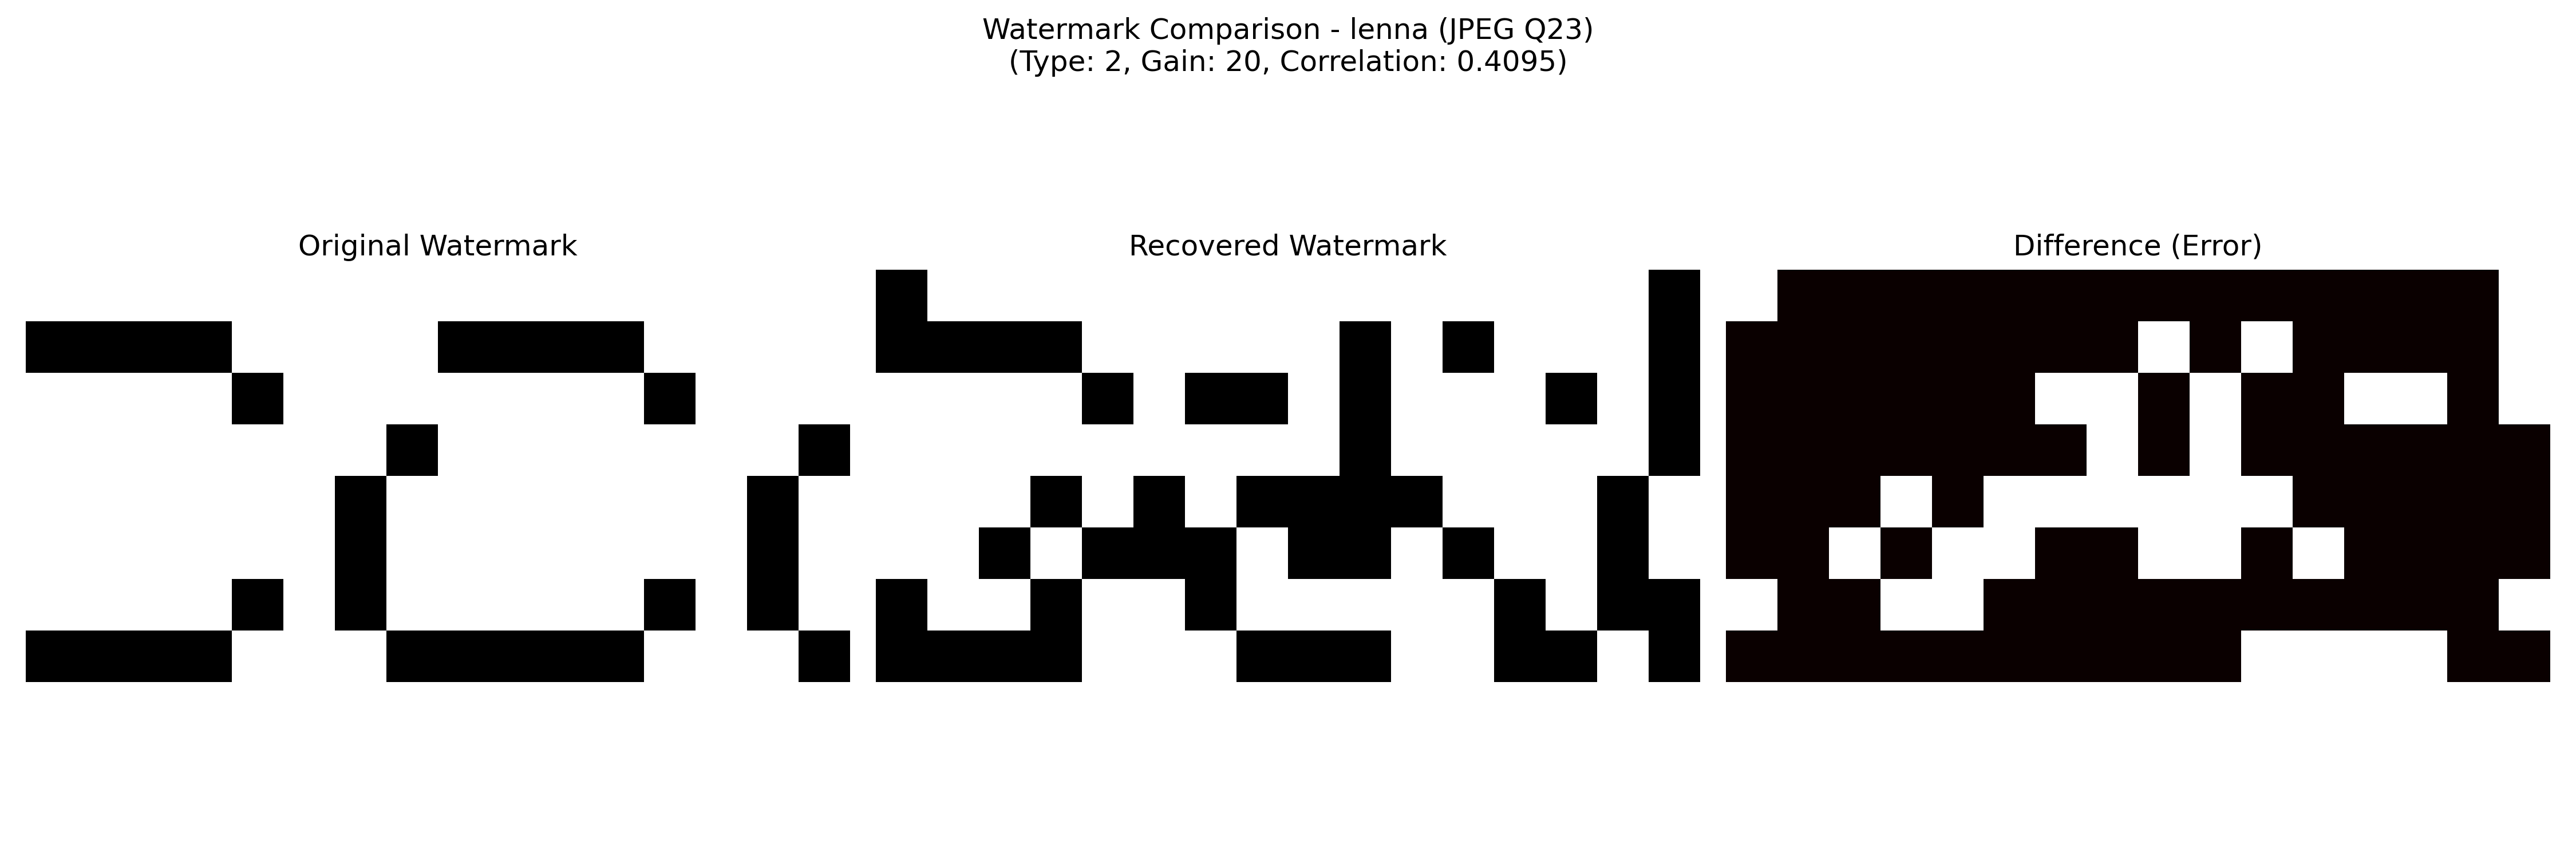 Watermark Comparison - lenna (JPEG Q23)
(Type: 2, Gain: 20, Correlation: 0.4095)
Original Watermark
Recovered Watermark
Difference (Error)